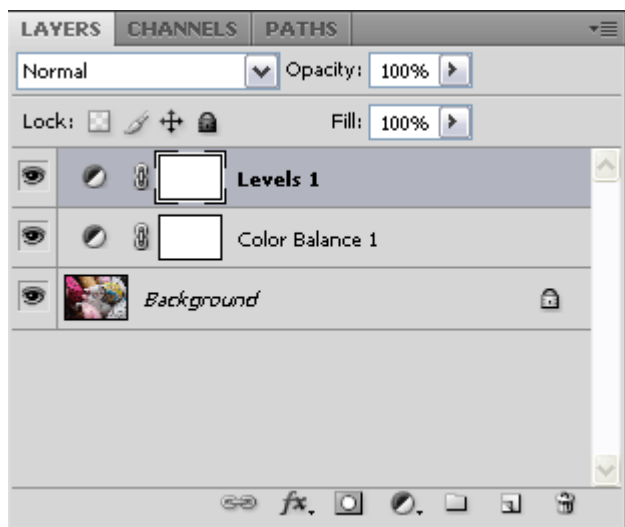 LAYERS CHANNELS PATHS
Normal Opacity: 100%
Lock: Fill: 100%
Levels 1
Color Balance 1
Background
fx.